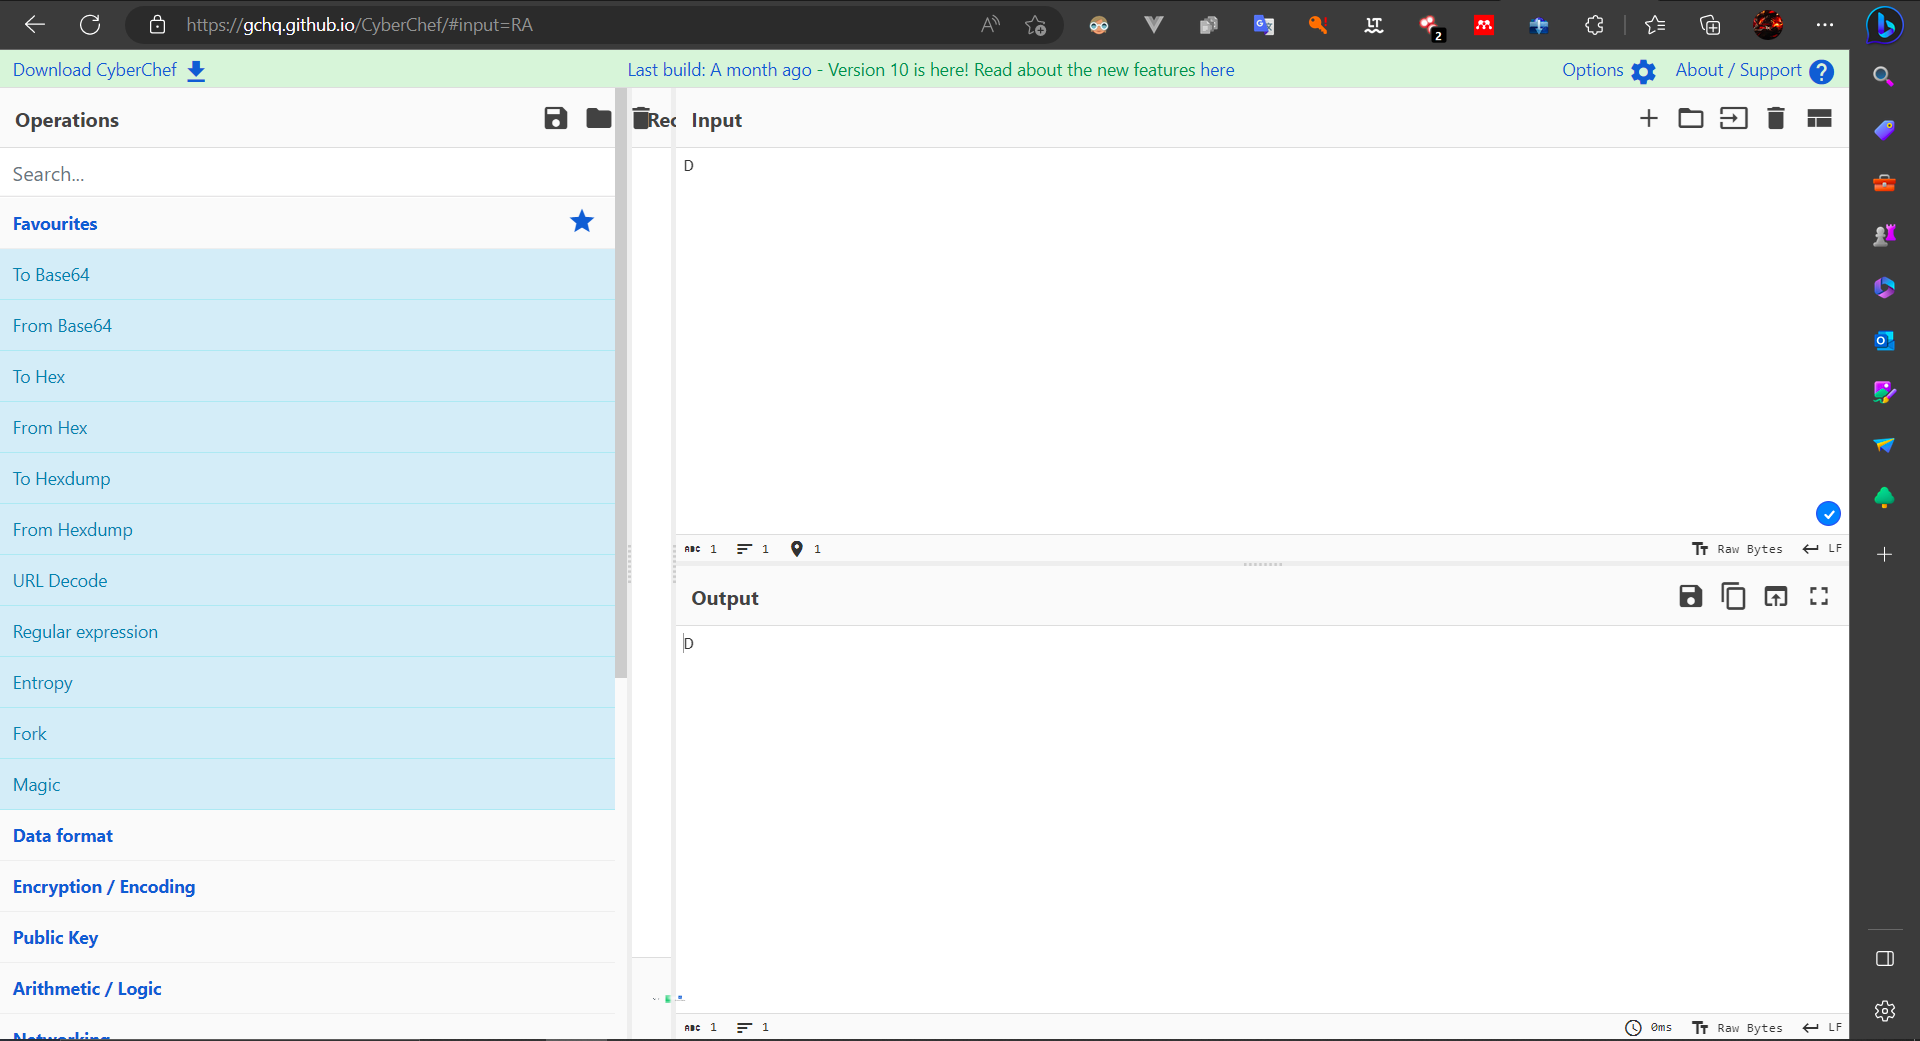 https://gchq.github.io/CyberChef/#input=RA
2
Download CyberChef
Last build: A month ago - Version 10 is here! Read about the new features here
Options
About / Support
Operations
Rec
Input
Search...
D
Favourites
To Base64
From Base64
To Hex
From Hex
To Hexdump
From Hexdump
URL Decode
Regular expression
Entropy
Fork
Magic
Data format
Encryption / Encoding
Public Key
Arithmetic / Logic
Networking
ABC 1 1 1
Raw Bytes LF
Output
D
ABC 1 1
0ms Raw Bytes LF